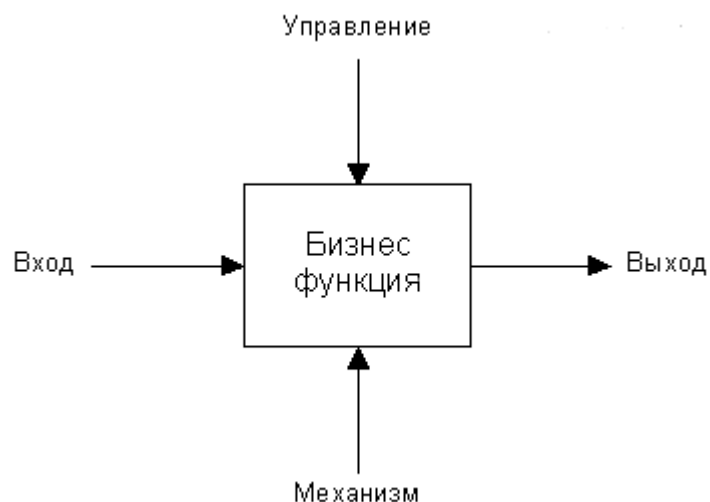 Управление
Вход
Бизнес
функция
Выход
Механизм